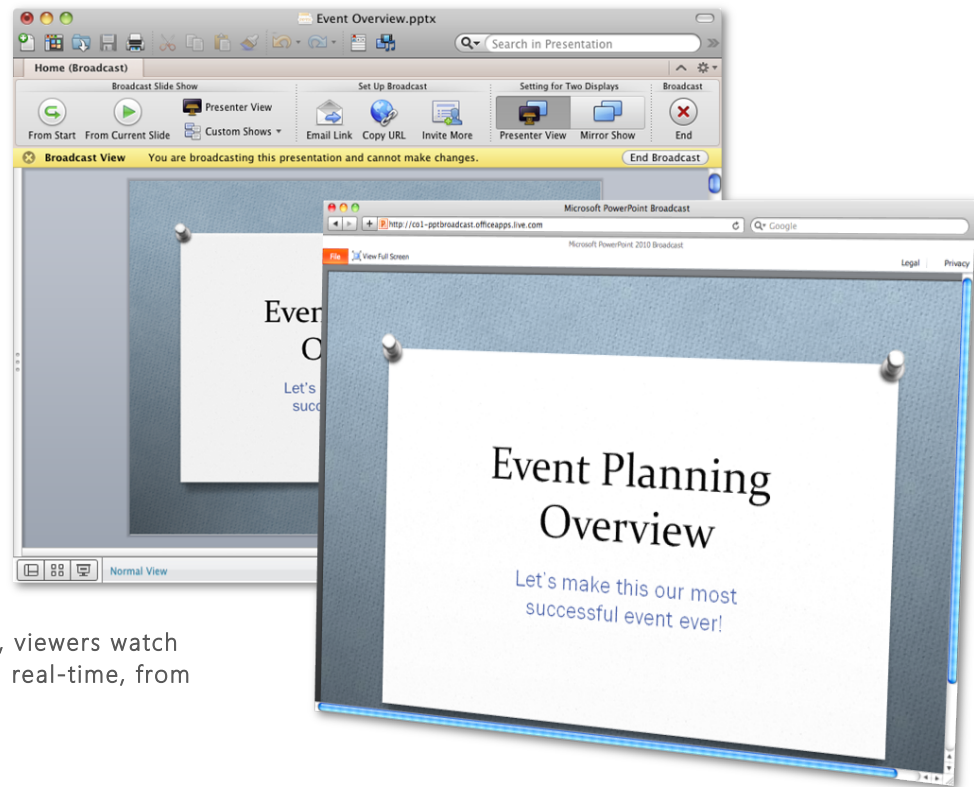 Event Overview.pptx
Search in Presentation
Home (Broadcast)
Broadcast Slide Show
Set Up Broadcast
Setting for Two Displays
Broadcast
Presenter View
Custom Shows
From Start From Current Slide
Email Link Copy URL Invite More
Presenter View Mirror Show
End
Broadcast View You are broadcasting this presentation and cannot make changes. End Broadcast
Even
O
Let's
succ
Normal View
Microsoft PowerPoint Broadcast
http://co1-pptbroadcast.officeapps.live.com
Google
Microsoft PowerPoint 2010 Broadcast
File View Full Screen
Legal Privacy
Event Planning
Overview
Let's make this our most
successful event ever!
, viewers watch
real-time, from